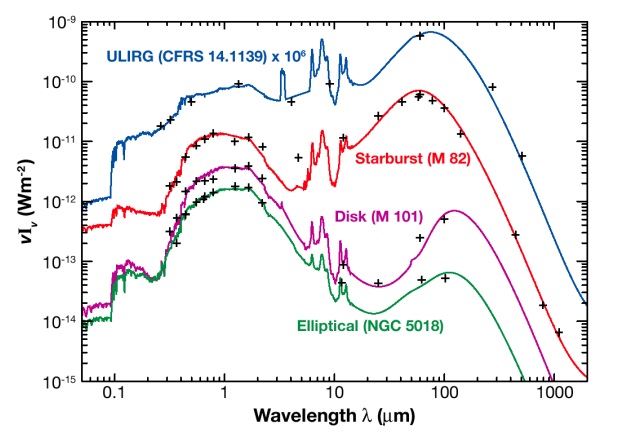 10⁻⁹
10⁻¹⁰
10⁻¹¹
10⁻¹²
10⁻¹³
10⁻¹⁴
10⁻¹⁵
νIᵥ (Wm⁻²)
ULIRG (CFRS 14.1139) x 10⁶
Starburst (M 82)
Disk (M 101)
Elliptical (NGC 5018)
0.1 1 10 100 1000
Wavelength λ (μm)